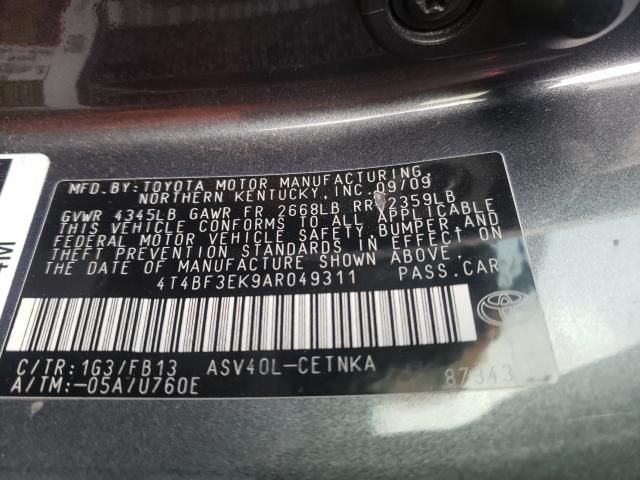 MFD.BY:TOYOTA MOTOR MANUFACTURING,
NORTHERN KENTUCKY,INC.09/09
GVWR 4345LB GAWR FR 2668LB RR 2359LB
THIS VEHICLE CONFORMS TO ALL APPLICABLE
FEDERAL MOTOR VEHICLE SAFETY,BUMPER,AND
THEFT PREVENTION STANDARDS IN EFFECT ON
THE DATE OF MANUFACTURE SHOWN ABOVE.
4T4BF3EK9AR049311 PASS.CAR
C/TR:1G3/FB13 ASV40L-CETNKA
A/TM:-05A/U760E 87343